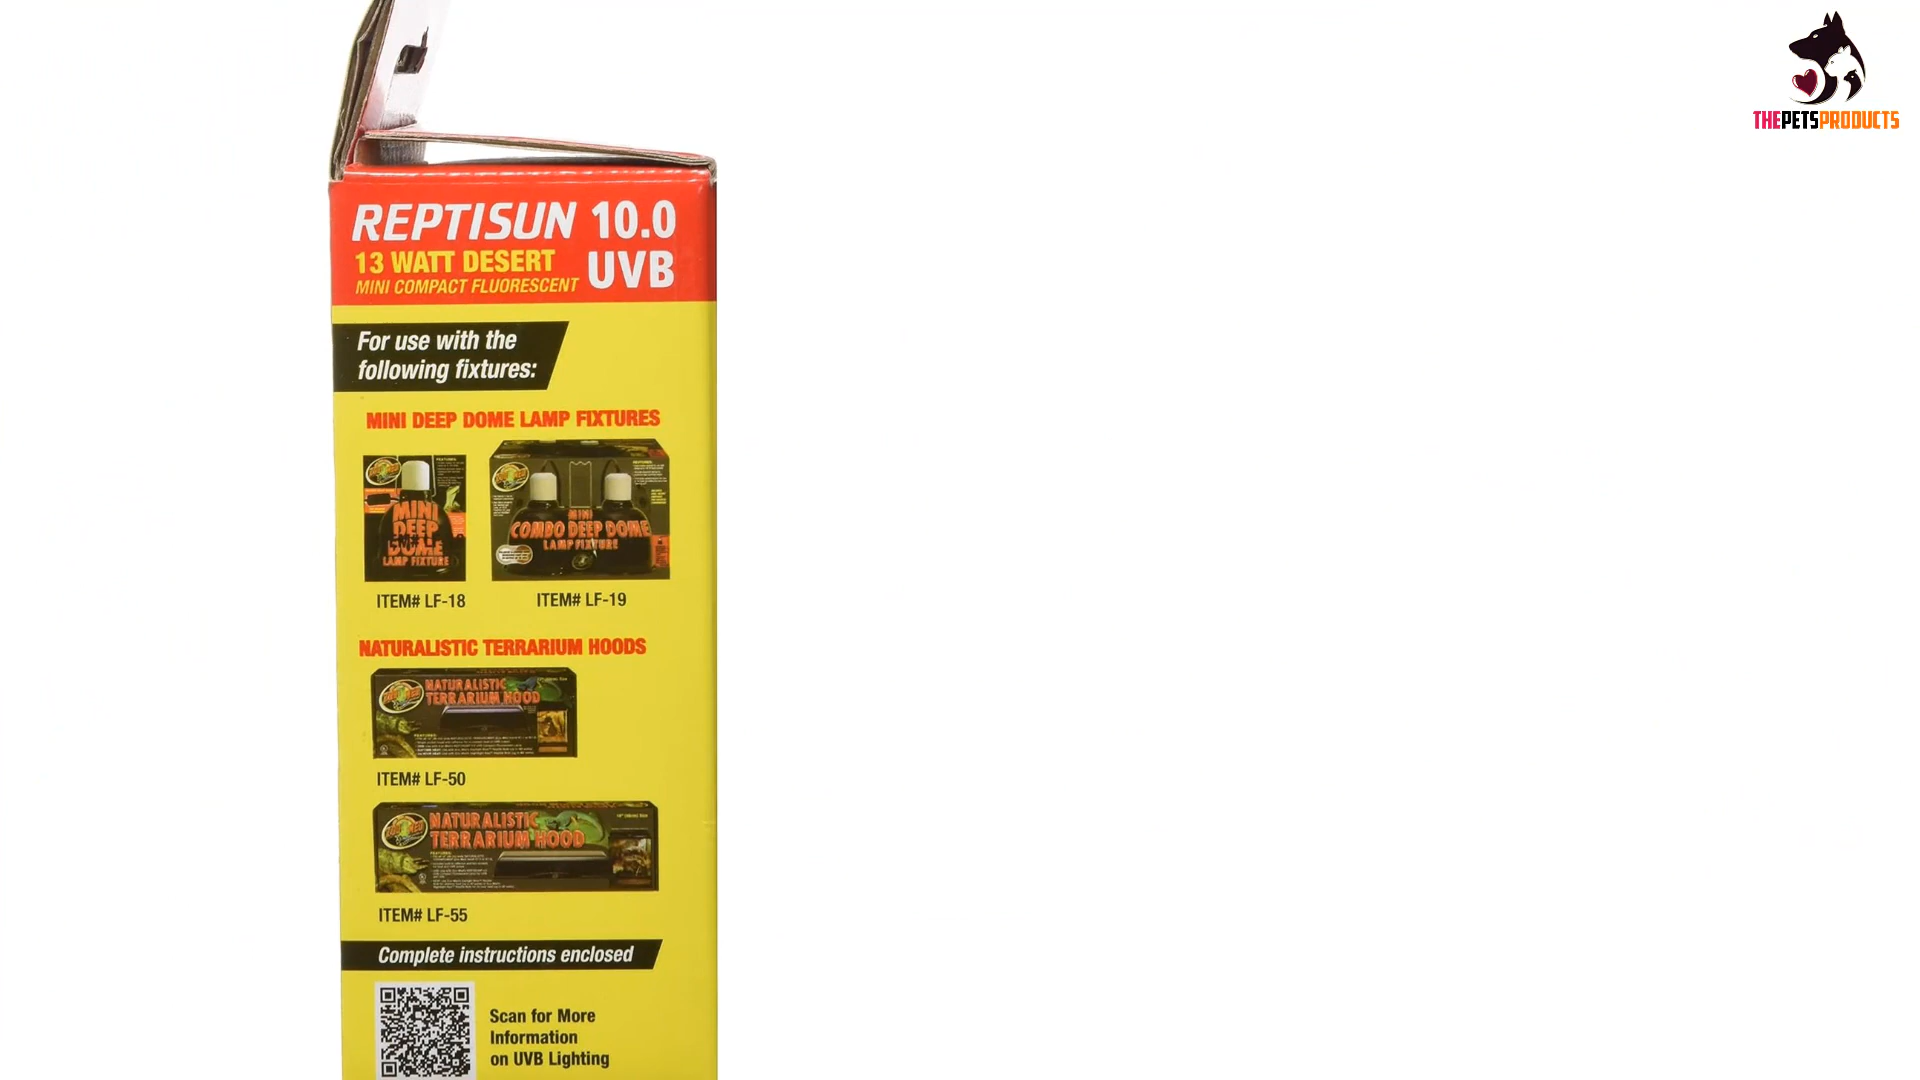 THEPETSPRODUCTS
REPTISUN 10.0
13 WATT DESERT UVB
MINI COMPACT FLUORESCENT
For use with the
following fixtures:
MINI DEEP DOME LAMP FIXTURES
MINI
DEEP
DOME
LAMP FIXTURE
MINI
COMBO DEEP DOME
LAMP FIXTURE
ITEM# LF-18
ITEM# LF-19
NATURALISTIC TERRARIUM HOODS
NATURALISTIC
TERRARIUM HOOD
ITEM# LF-50
NATURALISTIC
TERRARIUM HOOD
ITEM# LF-55
Complete instructions enclosed
Scan for More
Information
on UVB Lighting